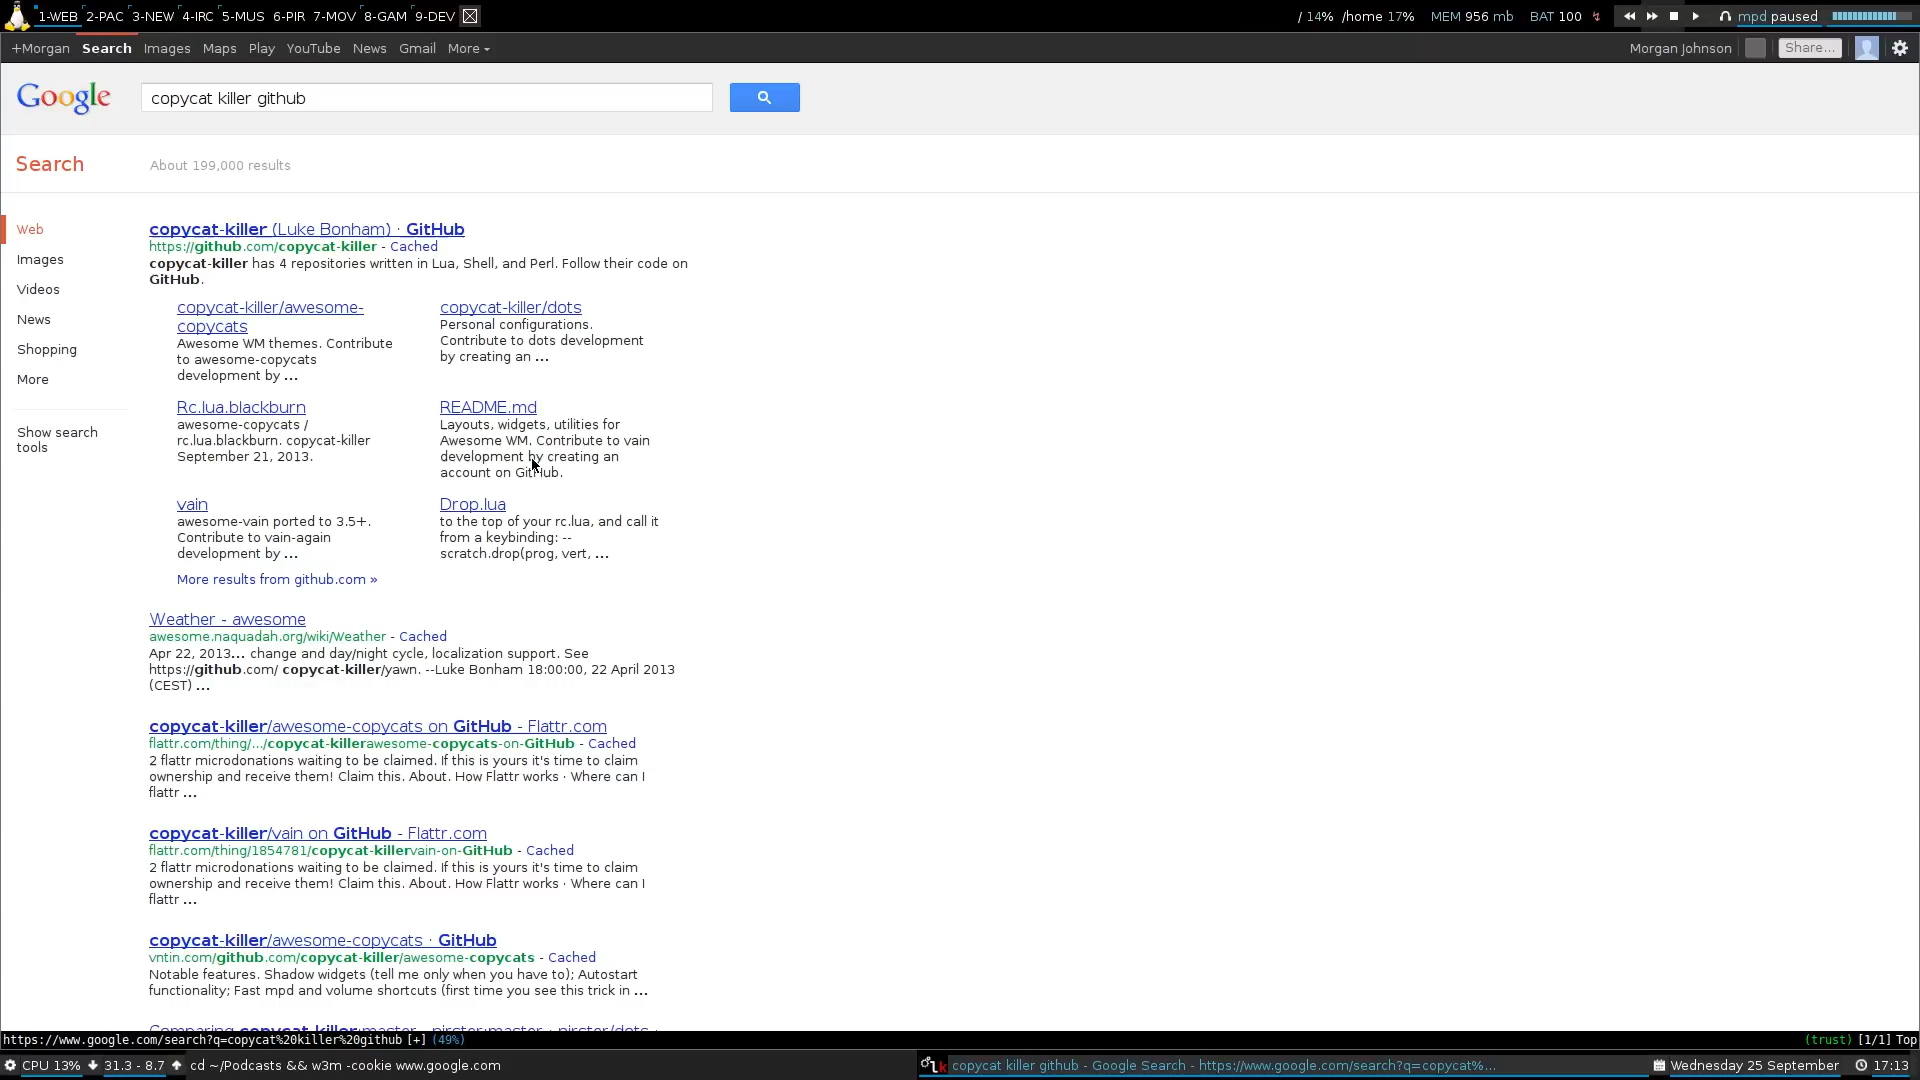 1-WEB 2-PAC 3-NEW 4-IRC 5-MUS 6-PIR 7-MOV 8-GAM 9-DEV / 14% /home 17% MEM 956 mb BAT 100 mpd paused
+Morgan Search Images Maps Play YouTube News Gmail More Morgan Johnson Share...
Google copycat killer github
Search About 199,000 results
Web
Images
Videos
News
Shopping
More
Show search
tools
copycat-killer (Luke Bonham) · GitHub
https://github.com/copycat-killer - Cached
copycat-killer has 4 repositories written in Lua, Shell, and Perl. Follow their code on
GitHub.
copycat-killer/awesome-
copycats
Awesome WM themes. Contribute
to awesome-copycats
development by ...
copycat-killer/dots
Personal configurations.
Contribute to dots development
by creating an ...
Rc.lua.blackburn
awesome-copycats /
rc.lua.blackburn. copycat-killer
September 21, 2013.
README.md
Layouts, widgets, utilities for
Awesome WM. Contribute to vain
development by creating an
account on GitHub.
vain
awesome-vain ported to 3.5+.
Contribute to vain-again
development by ...
Drop.lua
to the top of your rc.lua, and call it
from a keybinding: --
scratch.drop(prog, vert, ...
More results from github.com »
Weather - awesome
awesome.naquadah.org/wiki/Weather - Cached
Apr 22, 2013... change and day/night cycle, localization support. See
https://github.com/ copycat-killer/yawn. --Luke Bonham 18:00:00, 22 April 2013
(CEST) ...
copycat-killer/awesome-copycats on GitHub - Flattr.com
flattr.com/thing/.../copycat-killerawesome-copycats-on-GitHub - Cached
2 flattr microdonations waiting to be claimed. If this is yours it's time to claim
ownership and receive them! Claim this. About. How Flattr works · Where can I
flattr ...
copycat-killer/vain on GitHub - Flattr.com
flattr.com/thing/1854781/copycat-killervain-on-GitHub - Cached
2 flattr microdonations waiting to be claimed. If this is yours it's time to claim
ownership and receive them! Claim this. About. How Flattr works · Where can I
flattr ...
copycat-killer/awesome-copycats · GitHub
vntin.com/github.com/copycat-killer/awesome-copycats - Cached
Notable features. Shadow widgets (tell me only when you have to); Autostart
functionality; Fast mpd and volume shortcuts (first time you see this trick in ...
Comparing copycat-killer:master...pirster:master · pirster/dots ·
https://www.google.com/search?q=copycat%20killer%20github [+] (49%) (trust) [1/1] Top
CPU 13% 31.3 - 8.7 cd ~/Podcasts && w3m -cookie www.google.com copycat killer github - Google Search - https://www.google.com/search?q=copycat%... Wednesday 25 September 17:13